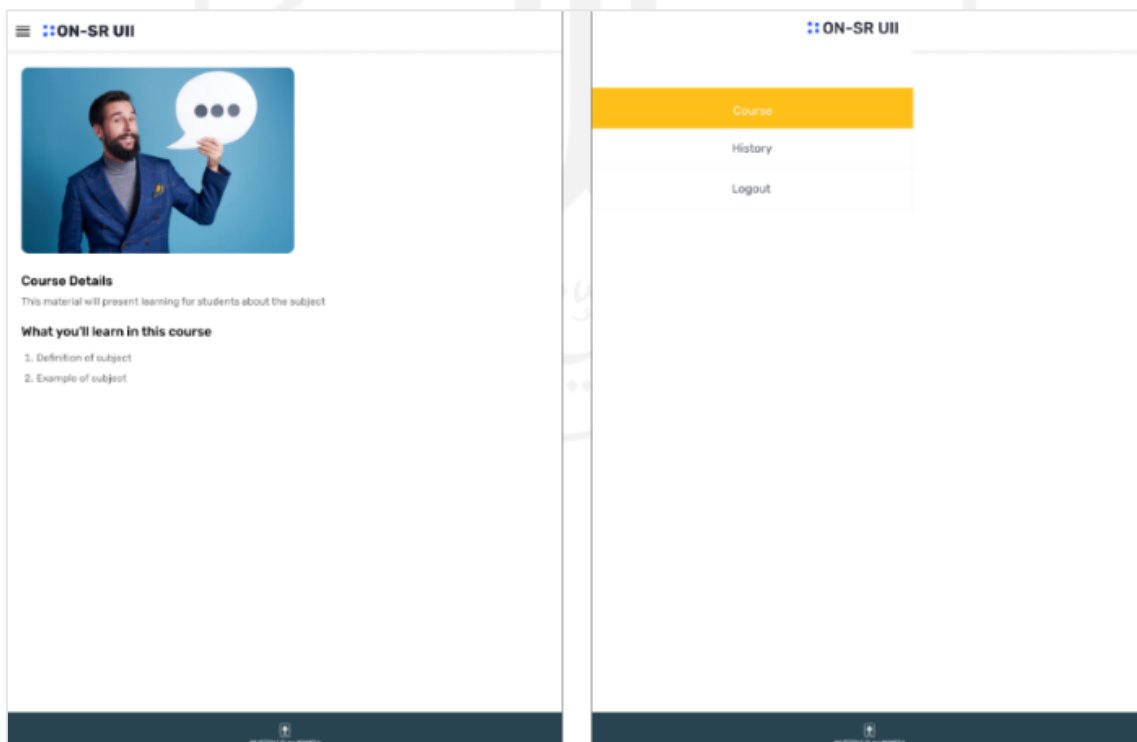 ON-SR UII
Course Details
This material will present learning for students about the subject
What you'll learn in this course
1. Definition of subject
2. Example of subject
ON-SR UII
Course
History
Logout